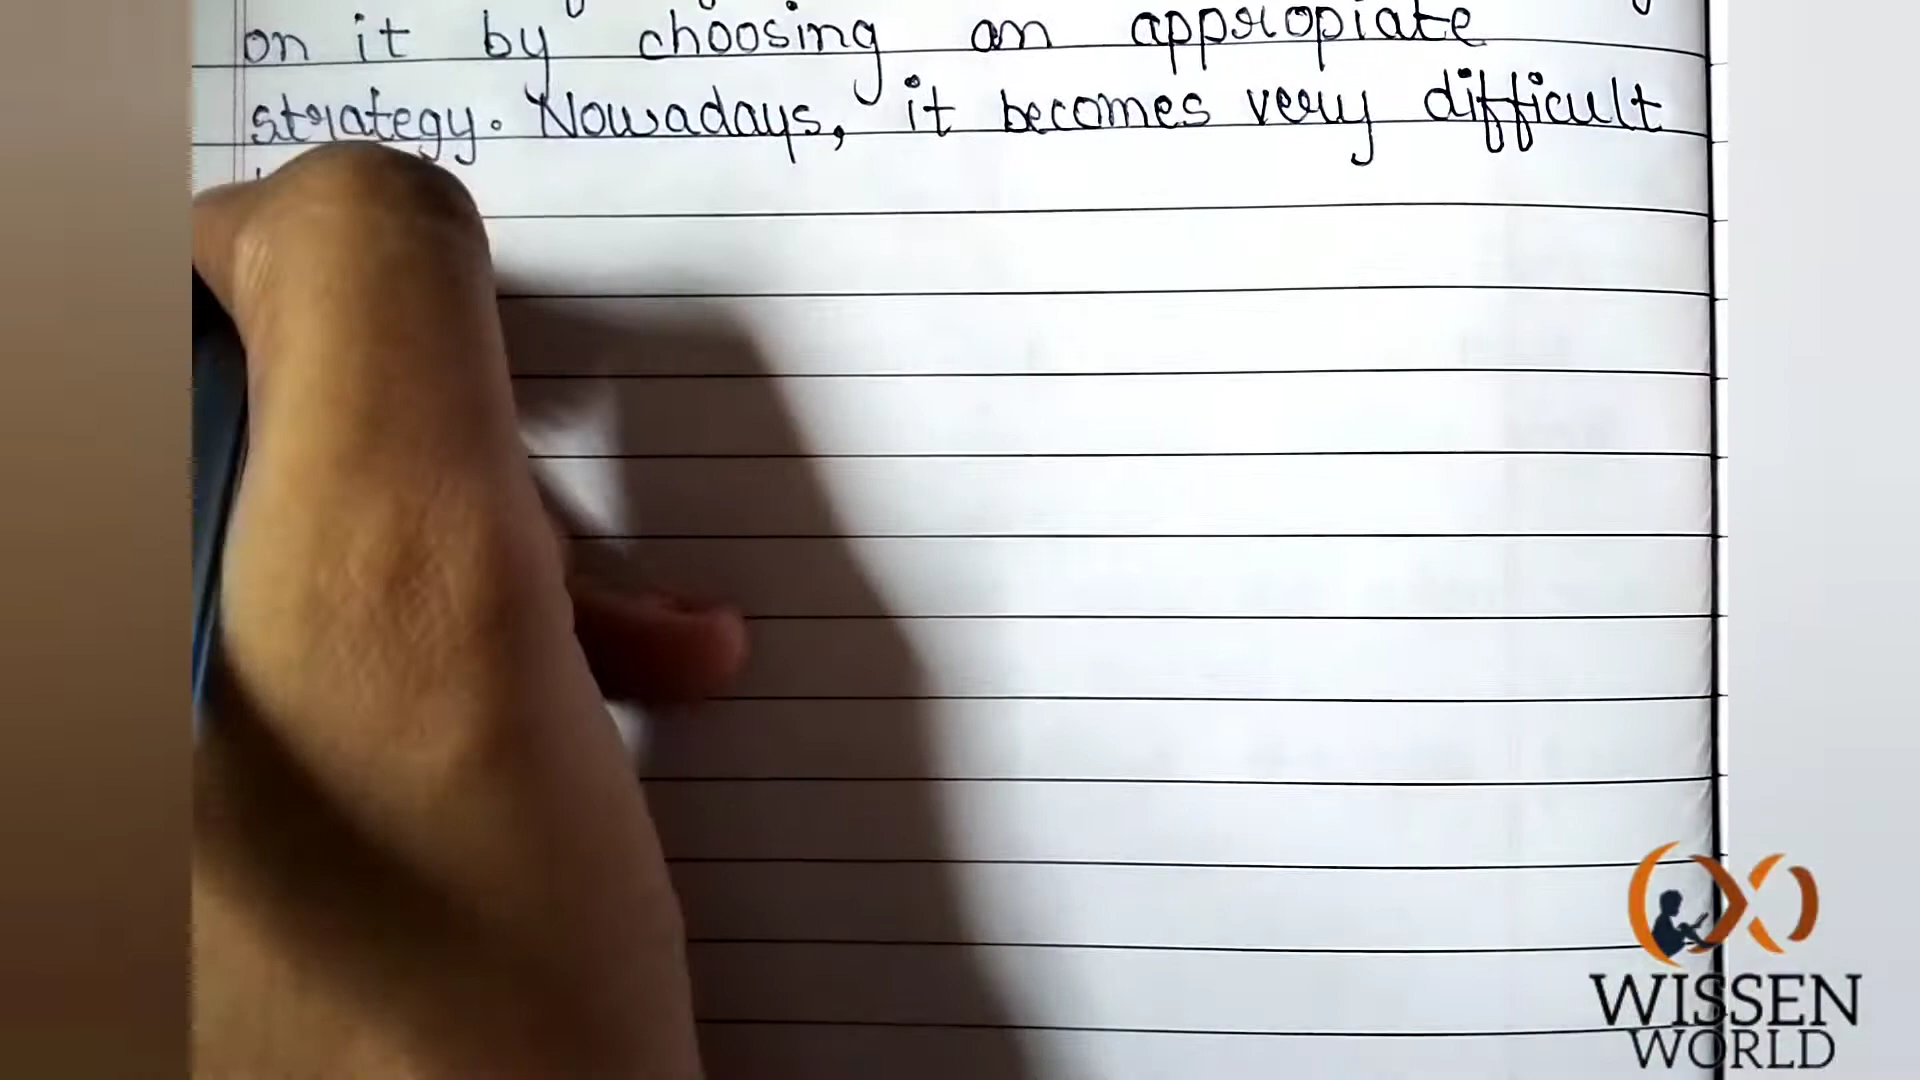 on it by choosing an appropiate
strategy. Nowadays, it becomes very difficult
WISSEN
WORLD